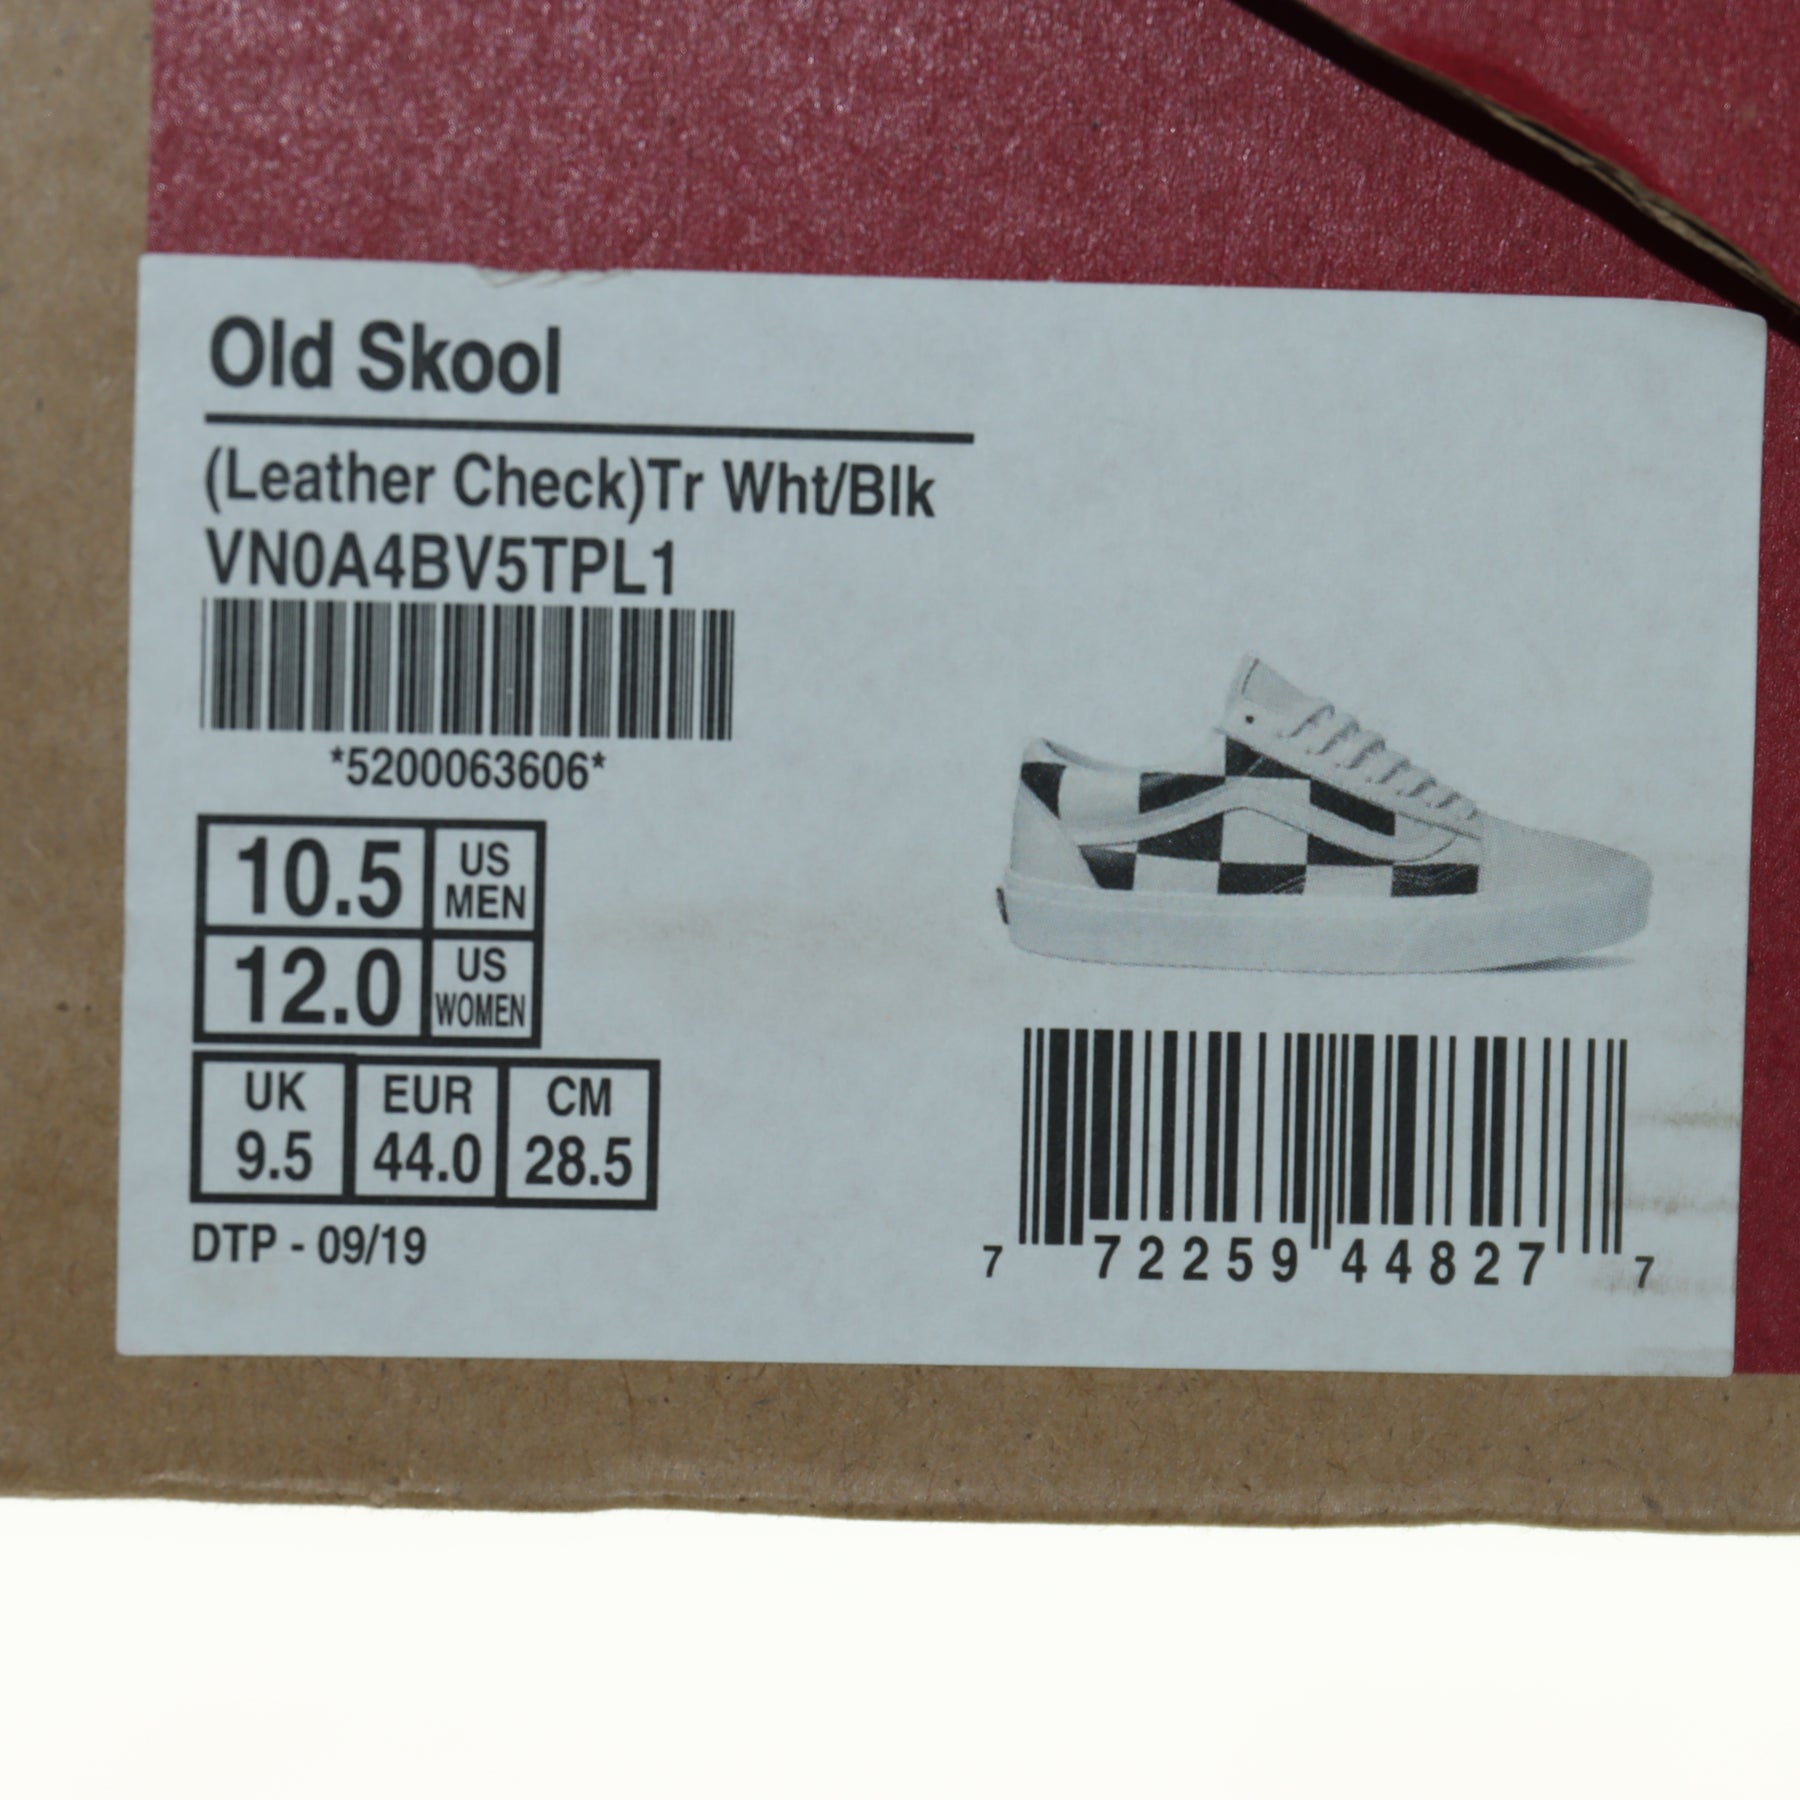 Old Skool
(Leather Check)Tr Wht/Blk
VN0A4BV5TPL1
*5200063606*
10.5 US MEN
12.0 US WOMEN
UK EUR CM
9.5 44.0 28.5
DTP - 09/19
7 72259 44827 7